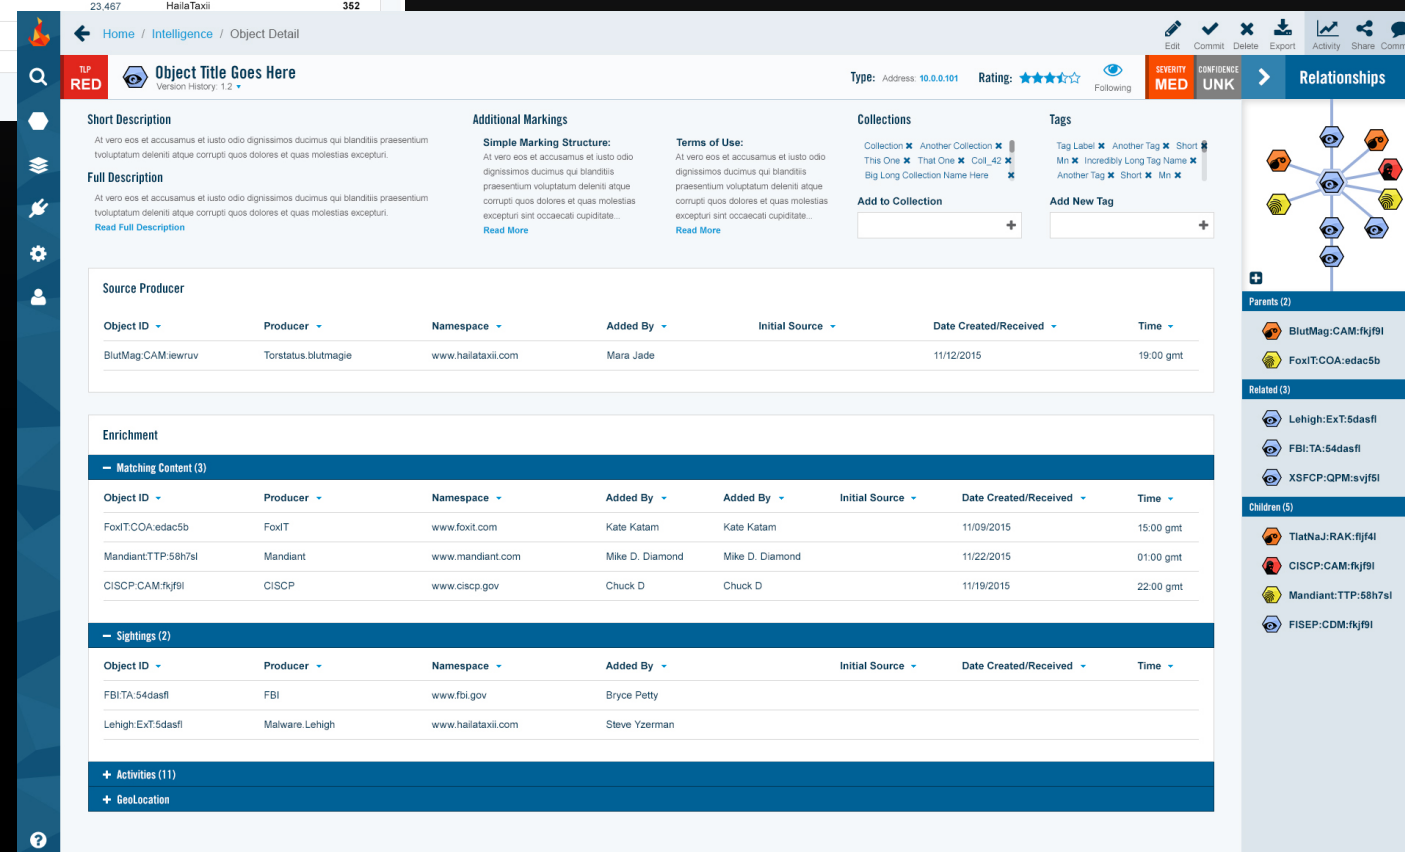 23,467 HailaTaxii 352
Home / Intelligence / Object Detail
Edit Commit Delete Export Activity Share
TLP
RED
Object Title Goes Here
Version History: 1.2
Type: Address: 10.0.0.101 Rating:
Following
SEVERITY
MED
CONFIDENCE
UNK
Relationships
Short Description
At vero eos et accusamus et iusto odio dignissimos ducimus qui blanditiis praesentium
tvoluptatum deleniti atque corrupti quos dolores et quas molestias excepturi.
Full Description
At vero eos et accusamus et iusto odio dignissimos ducimus qui blanditiis praesentium
tvoluptatum deleniti atque corrupti quos dolores et quas molestias excepturi.
Read Full Description
Additional Markings
Simple Marking Structure:
At vero eos et accusamus et iusto odio
dignissimos ducimus qui blanditiis
praesentium voluptatum deleniti atque
corrupti quos dolores et quas molestias
excepturi sint occaecati cupiditate...
Read More
Terms of Use:
At vero eos et accusamus et iusto odio
dignissimos ducimus qui blanditiis
praesentium voluptatum deleniti atque
corrupti quos dolores et quas molestias
excepturi sint occaecati cupiditate...
Read More
Collections
Collection Another Collection
This One That One Coll_42
Big Long Collection Name Here
Add to Collection
Tags
Tag Label Another Tag Short
Mn Incredibly Long Tag Name
Another Tag Short Mn
Add New Tag
Source Producer
Object ID Producer Namespace Added By Initial Source Date Created/Received Time
BlutMag:CAM:iewruv Torstatus.blutmagie www.hailataxii.com Mara Jade 11/12/2015 19:00 gmt
Enrichment
Matching Content (3)
Object ID Producer Namespace Added By Added By Initial Source Date Created/Received Time
FoxIT:COA:edac5b FoxIT www.foxit.com Kate Katam Kate Katam 11/09/2015 15:00 gmt
Mandiant:TTP:58h7sl Mandiant www.mandiant.com Mike D. Diamond Mike D. Diamond 11/22/2015 01:00 gmt
CISCP:CAM:fkjf9l CISCP www.ciscp.gov Chuck D Chuck D 11/19/2015 22:00 gmt
Sightings (2)
Object ID Producer Namespace Added By Initial Source Date Created/Received Time
FBI:TA:54dasfl FBI www.fbi.gov Bryce Petty
Lehigh:ExT:5dasfl Malware.Lehigh www.hailataxii.com Steve Yzerman
Activities (11)
GeoLocation
Parents (2)
BlutMag:CAM:fkjf9l
FoxIT:COA:edac5b
Related (3)
Lehigh:ExT:5dasfl
FBI:TA:54dasfl
XSFCP:QPM:svjf5l
Children (5)
TlatNaJ:RAK:fljf4l
CISCP:CAM:fkjf9l
Mandiant:TTP:58h7sl
FISEP:CDM:fkjf9l